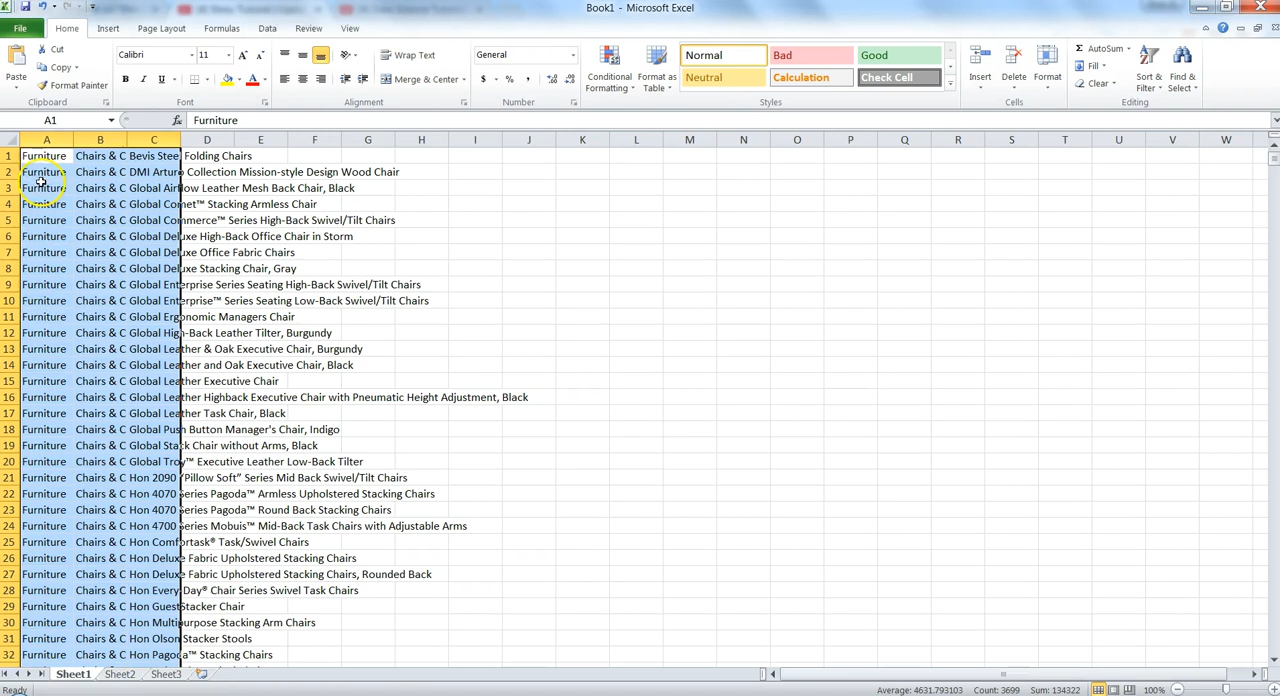 Book1 - Microsoft Excel
File Home Insert Page Layout Formulas Data Review View
Cut
Copy
Format Painter
Paste
Calibri 11
Wrap Text
Merge & Center
General
Conditional Formatting
Format as Table
Normal Bad Good
Neutral Calculation Check Cell
Insert Delete Format
AutoSum
Fill
Clear
Sort & Filter
Find & Select
Clipboard Font Alignment Number Styles Cells Editing
A1 fx Furniture
A B C D E F G H I J K L M N O P Q R S T U V W
1 Furniture Chairs & C Bevis Stee Folding Chairs
2 Furniture Chairs & C DMI Arturo Collection Mission-style Design Wood Chair
3 Furniture Chairs & C Global Airflow Leather Mesh Back Chair, Black
4 Furniture Chairs & C Global Comet™ Stacking Armless Chair
5 Furniture Chairs & C Global Commerce™ Series High-Back Swivel/Tilt Chairs
6 Furniture Chairs & C Global Deluxe High-Back Office Chair in Storm
7 Furniture Chairs & C Global Deluxe Office Fabric Chairs
8 Furniture Chairs & C Global Deluxe Stacking Chair, Gray
9 Furniture Chairs & C Global Enterprise Series Seating High-Back Swivel/Tilt Chairs
10 Furniture Chairs & C Global Enterprise™ Series Seating Low-Back Swivel/Tilt Chairs
11 Furniture Chairs & C Global Ergonomic Managers Chair
12 Furniture Chairs & C Global High-Back Leather Tilter, Burgundy
13 Furniture Chairs & C Global Leather & Oak Executive Chair, Burgundy
14 Furniture Chairs & C Global Leather and Oak Executive Chair, Black
15 Furniture Chairs & C Global Leather Executive Chair
16 Furniture Chairs & C Global Leather Highback Executive Chair with Pneumatic Height Adjustment, Black
17 Furniture Chairs & C Global Leather Task Chair, Black
18 Furniture Chairs & C Global Push Button Manager's Chair, Indigo
19 Furniture Chairs & C Global Stack Chair without Arms, Black
20 Furniture Chairs & C Global Troy™ Executive Leather Low-Back Tilter
21 Furniture Chairs & C Hon 2090 “Pillow Soft” Series Mid Back Swivel/Tilt Chairs
22 Furniture Chairs & C Hon 4070 Series Pagoda™ Armless Upholstered Stacking Chairs
23 Furniture Chairs & C Hon 4070 Series Pagoda™ Round Back Stacking Chairs
24 Furniture Chairs & C Hon 4700 Series Mobuis™ Mid-Back Task Chairs with Adjustable Arms
25 Furniture Chairs & C Hon Comfortask® Task/Swivel Chairs
26 Furniture Chairs & C Hon Deluxe Fabric Upholstered Stacking Chairs
27 Furniture Chairs & C Hon Deluxe Fabric Upholstered Stacking Chairs, Rounded Back
28 Furniture Chairs & C Hon Every-Day® Chair Series Swivel Task Chairs
29 Furniture Chairs & C Hon GuestStacker Chair
30 Furniture Chairs & C Hon Multipurpose Stacking Arm Chairs
31 Furniture Chairs & C Hon Olson Stacker Stools
32 Furniture Chairs & C Hon Pagoda™ Stacking Chairs
Sheet1 Sheet2 Sheet3
Ready Average: 4631.793103 Count: 3699 Sum: 134322 100%